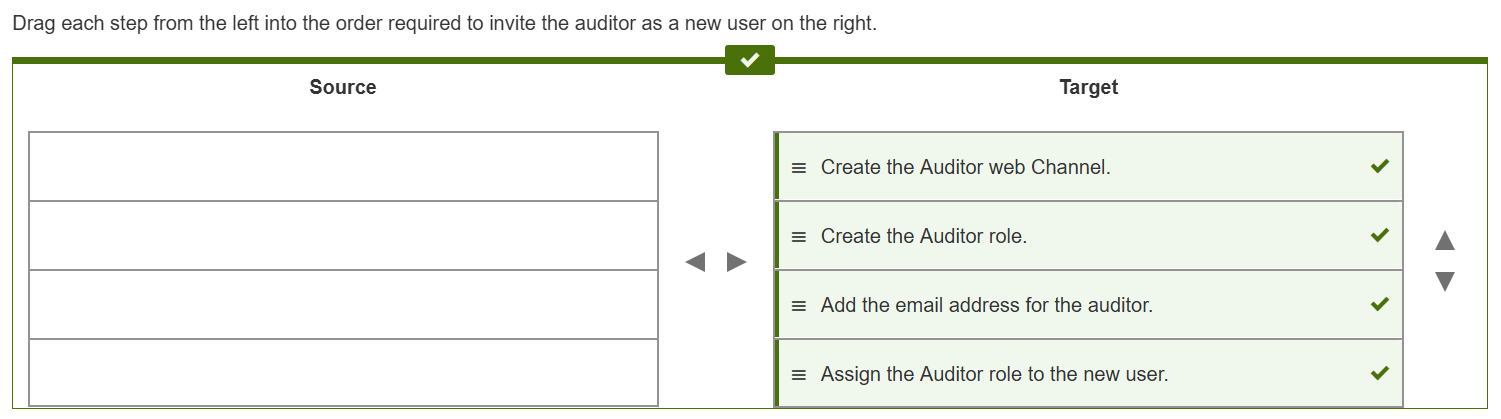 Drag each step from the left into the order required to invite the auditor as a new user on the right.
Source
Target
Create the Auditor web Channel.
Create the Auditor role.
Add the email address for the auditor.
Assign the Auditor role to the new user.